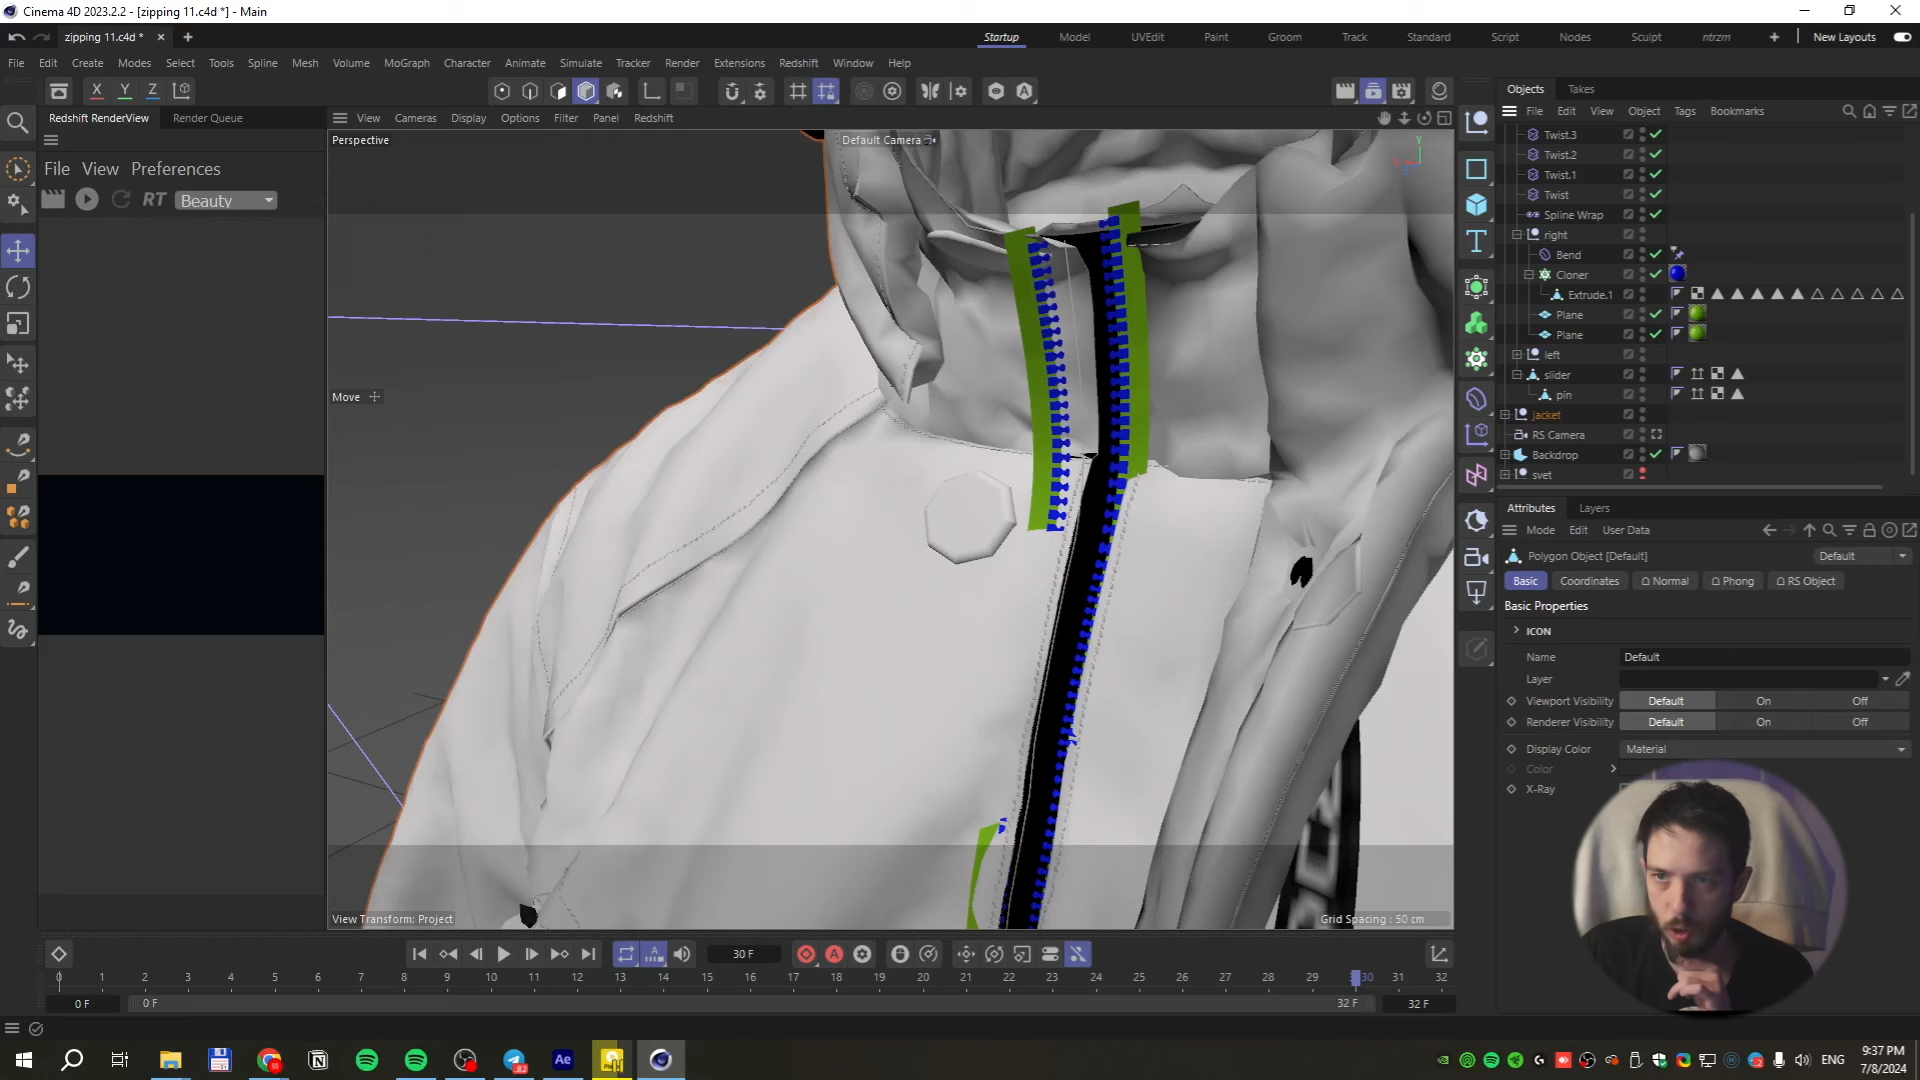 Cinema 4D 2023.2.2 - [zipping 11.c4d *] - Main
zipping 11.c4d *
Startup
Model
UVEdit
Paint
Groom
Track
Standard
Script
Nodes
Sculpt
ntrzm
New Layouts
File
Edit
Create
Modes
Select
Tools
Spline
Mesh
Volume
MoGraph
Character
Animate
Simulate
Tracker
Render
Extensions
Redshift
Window
Help
X
Y
Z
Objects
Takes
Redshift RenderView
Render Queue
View
Cameras
Display
Options
Filter
Panel
Redshift
File
Edit
View
Object
Tags
Bookmarks
Perspective
Default Camera
Y
File View Preferences
RT Beauty
Twist.3
Twist.2
Twist.1
Twist
Spline Wrap
right
Bend
Cloner
Extrude.1
Plane
Plane
left
slider
pin
jacket
RS Camera
Backdrop
svet
Move
Attributes
Layers
Mode
Edit
User Data
Polygon Object [Default]
Default
Basic
Coordinates
Normal
Phong
RS Object
Basic Properties
ICON
Name
Default
Layer
Viewport Visibility
Default
On
Off
Renderer Visibility
Default
On
Off
Display Color
Material
Color
X-Ray
View Transform: Project
Grid Spacing : 50 cm
30 F
0 1 2 3 4 5 6 7 8 9 10 11 12 13 14 15 16 17 18 19 20 21 22 23 24 25 26 27 28 29 30 31 32
0 F
0 F
32 F
32 F
Ae
82
ENG
9:37 PM
7/8/2024